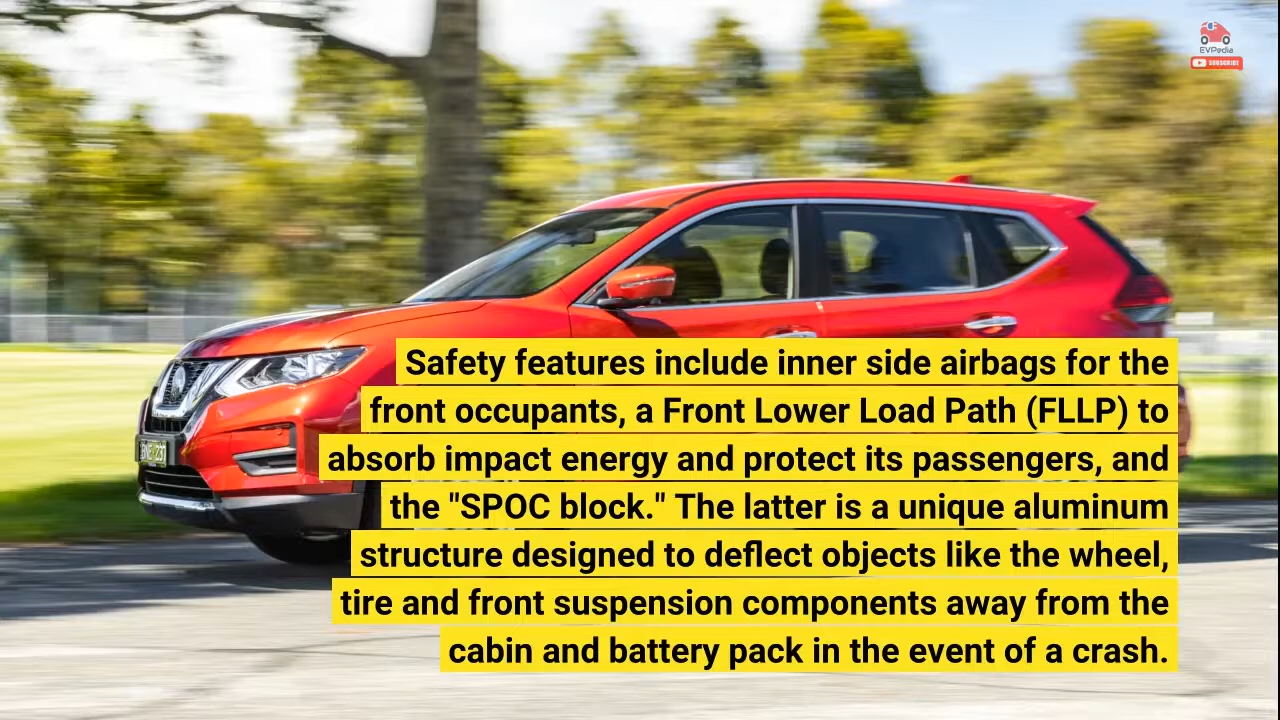 EVPedia
SUBSCRIBE
Safety features include inner side airbags for the
front occupants, a Front Lower Load Path (FLLP) to
absorb impact energy and protect its passengers, and
the "SPOC block." The latter is a unique aluminum
structure designed to deflect objects like the wheel,
tire and front suspension components away from the
cabin and battery pack in the event of a crash.